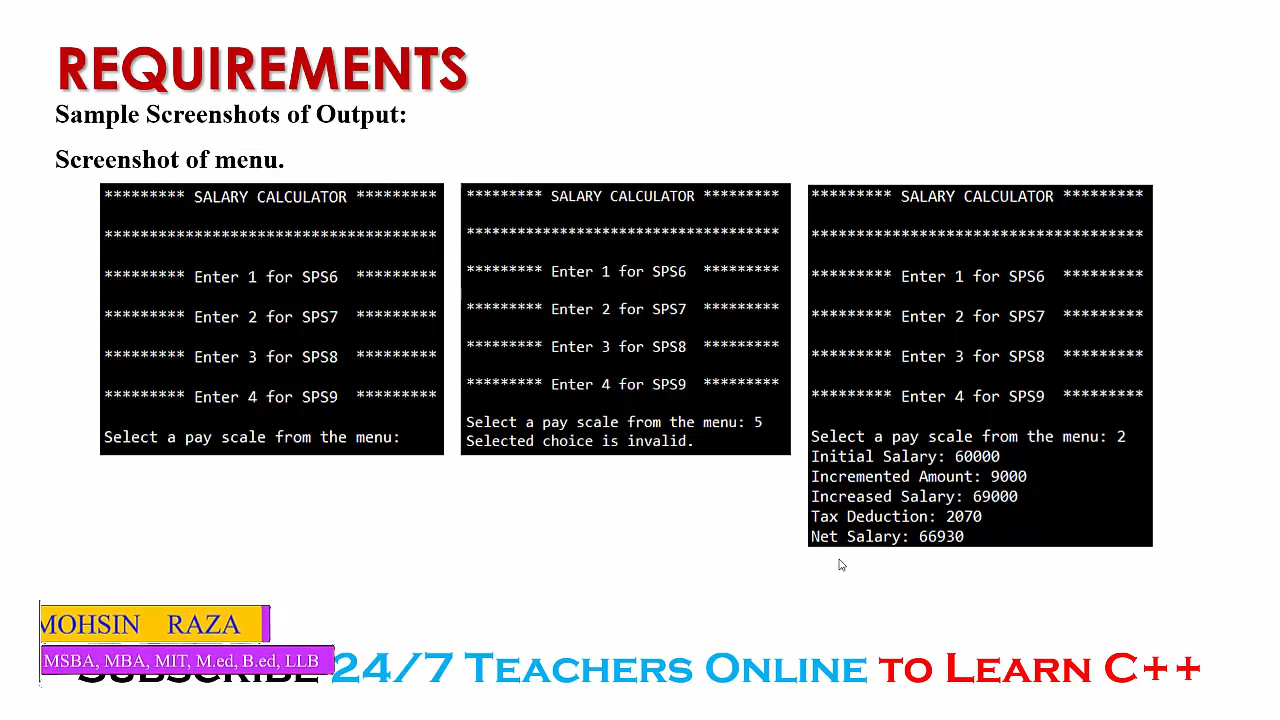 REQUIREMENTS
Sample Screenshots of Output:
Screenshot of menu.
********* SALARY CALCULATOR *********
*************************************
********* Enter 1 for SPS6 *********
********* Enter 2 for SPS7 *********
********* Enter 3 for SPS8 *********
********* Enter 4 for SPS9 *********
Select a pay scale from the menu:
********* SALARY CALCULATOR *********
*************************************
********* Enter 1 for SPS6 *********
********* Enter 2 for SPS7 *********
********* Enter 3 for SPS8 *********
********* Enter 4 for SPS9 *********
Select a pay scale from the menu: 5
Selected choice is invalid.
********* SALARY CALCULATOR *********
*************************************
********* Enter 1 for SPS6 *********
********* Enter 2 for SPS7 *********
********* Enter 3 for SPS8 *********
********* Enter 4 for SPS9 *********
Select a pay scale from the menu: 2
Initial Salary: 60000
Incremented Amount: 9000
Increased Salary: 69000
Tax Deduction: 2070
Net Salary: 66930
MOHSIN RAZA
MSBA, MBA, MIT, M.ed, B.ed, LLB
SUBSCRIBE 24/7 TEACHERS ONLINE TO LEARN C++